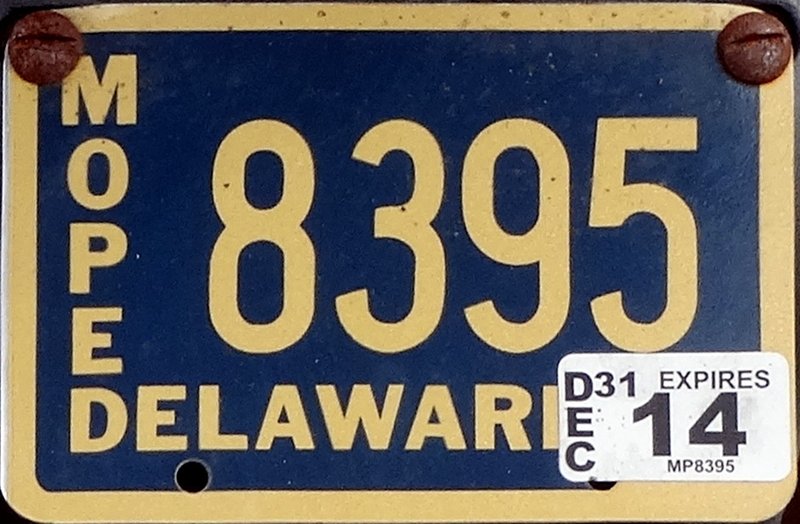 MOPED
8395
DELAWAR
DEC
31 EXPIRES
14
MP8395